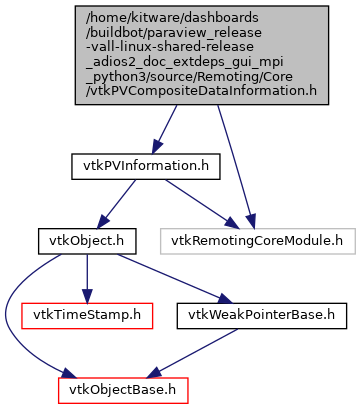 /home/kitware/dashboards
/buildbot/paraview_release
-vall-linux-shared-release
_adios2_doc_extdeps_gui_mpi
_python3/source/Remoting/Core
/vtkPVCompositeDataInformation.h
vtkPVInformation.h
vtkObject.h
vtkRemotingCoreModule.h
vtkTimeStamp.h
vtkWeakPointerBase.h
vtkObjectBase.h